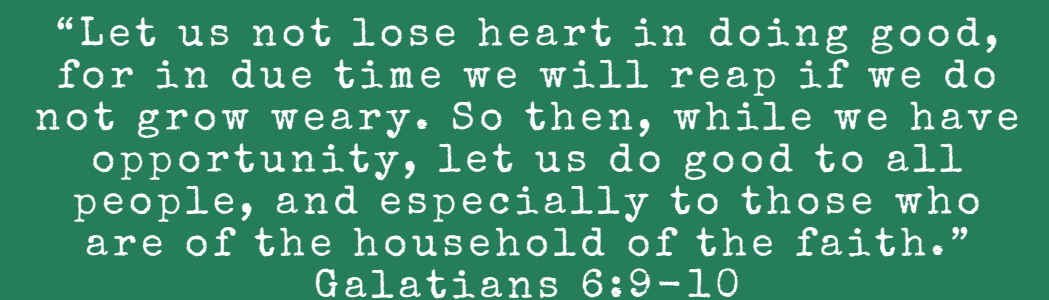 “Let us not lose heart in doing good,
for in due time we will reap if we do
not grow weary. So then, while we have
opportunity, let us do good to all
people, and especially to those who
are of the household of the faith.”
Galatians 6:9-10